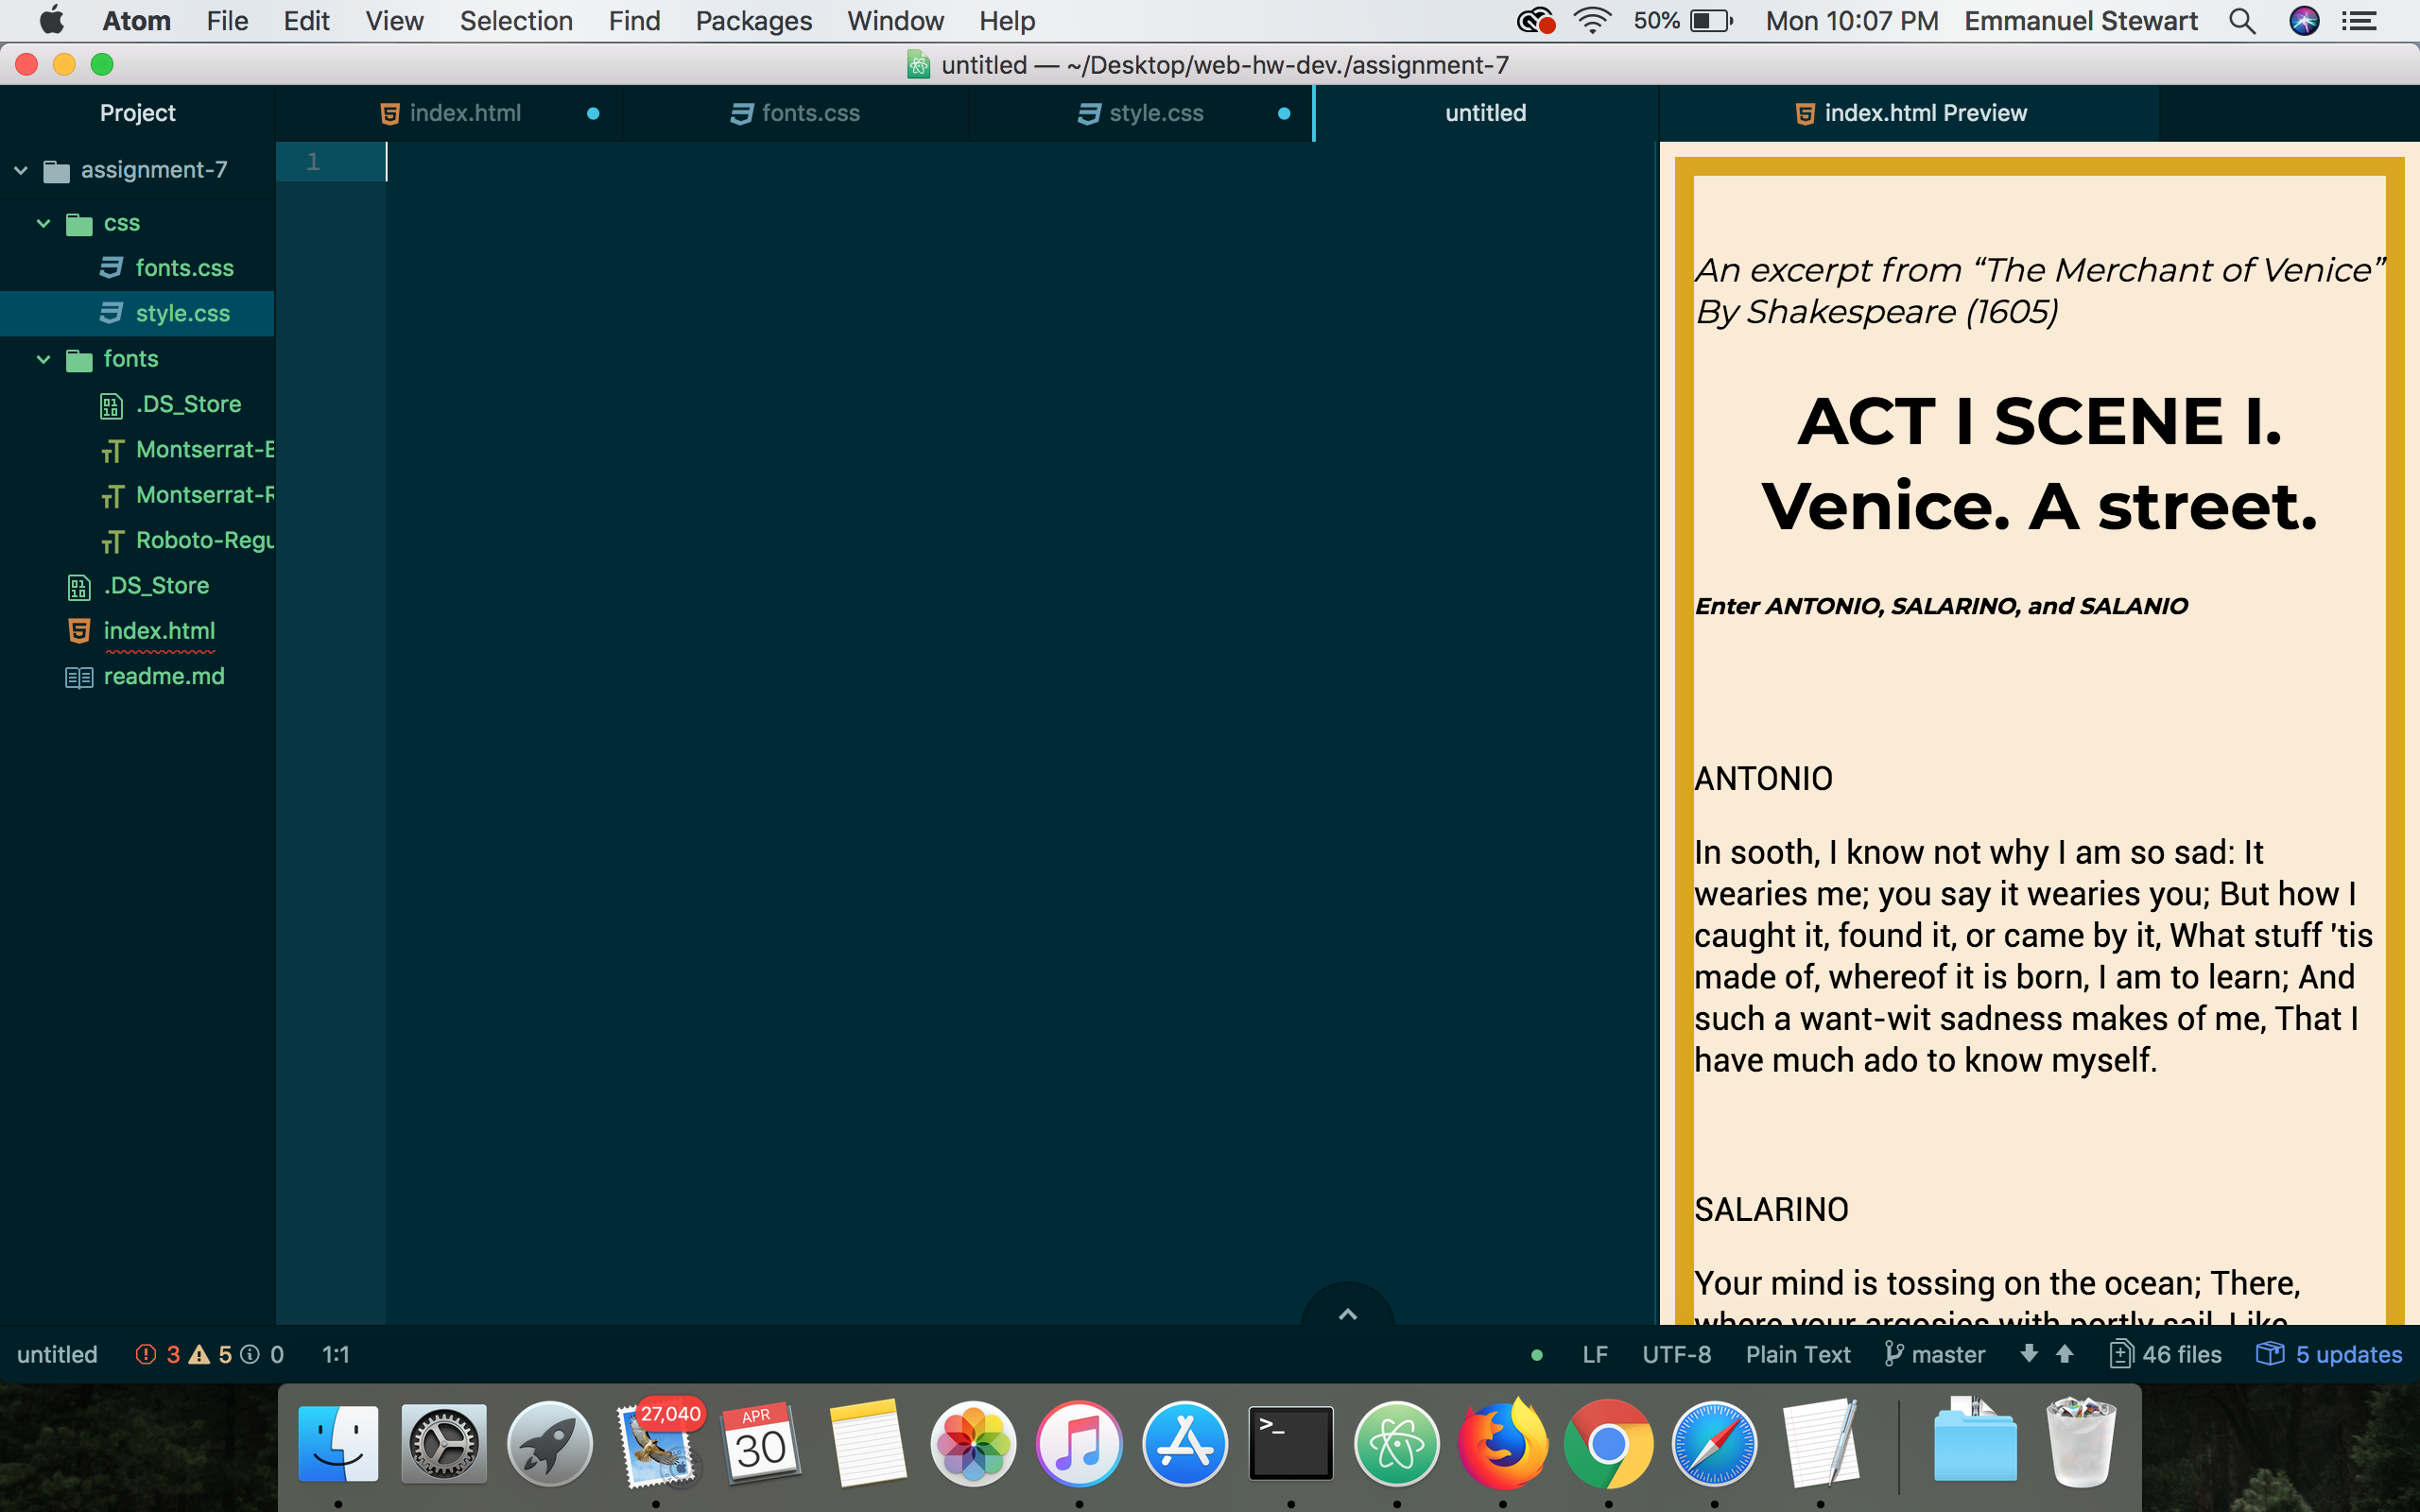 Atom File Edit View Selection Find Packages Window Help 50% Mon 10:07 PM Emmanuel Stewart
untitled — ~/Desktop/web-hw-dev./assignment-7
Project
index.html
fonts.css
style.css
untitled
index.html Preview
assignment-7
css
fonts.css
style.css
fonts
.DS_Store
Montserrat-B
Montserrat-R
Roboto-Regu
.DS_Store
index.html
readme.md
1
An excerpt from “The Merchant of Venice”
By Shakespeare (1605)
ACT I SCENE I.
Venice. A street.
Enter ANTONIO, SALARINO, and SALANIO
ANTONIO
In sooth, I know not why I am so sad: It
wearies me; you say it wearies you; But how I
caught it, found it, or came by it, What stuff 'tis
made of, whereof it is born, I am to learn; And
such a want-wit sadness makes of me, That I
have much ado to know myself.
SALARINO
Your mind is tossing on the ocean; There,
where your argosies with portly sail, Like
untitled 3 5 0 1:1 LF UTF-8 Plain Text master 46 files 5 updates
27,040
APR
30
>_